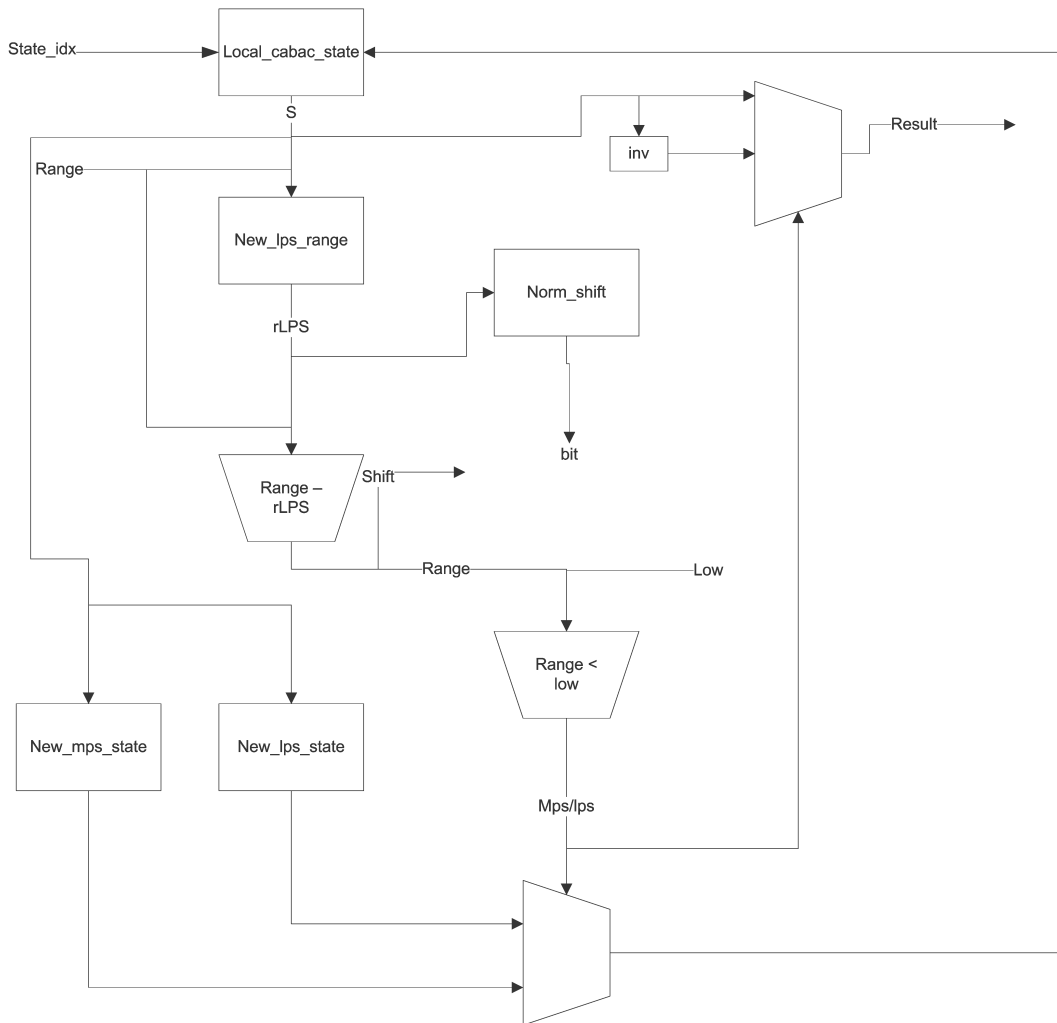 State_idx
Local_cabac_state
S
Result
inv
Range
New_lps_range
Norm_shift
rLPS
bit
Shift
Range –
rLPS
Range
Low
Range <
low
New_mps_state
New_lps_state
Mps/lps